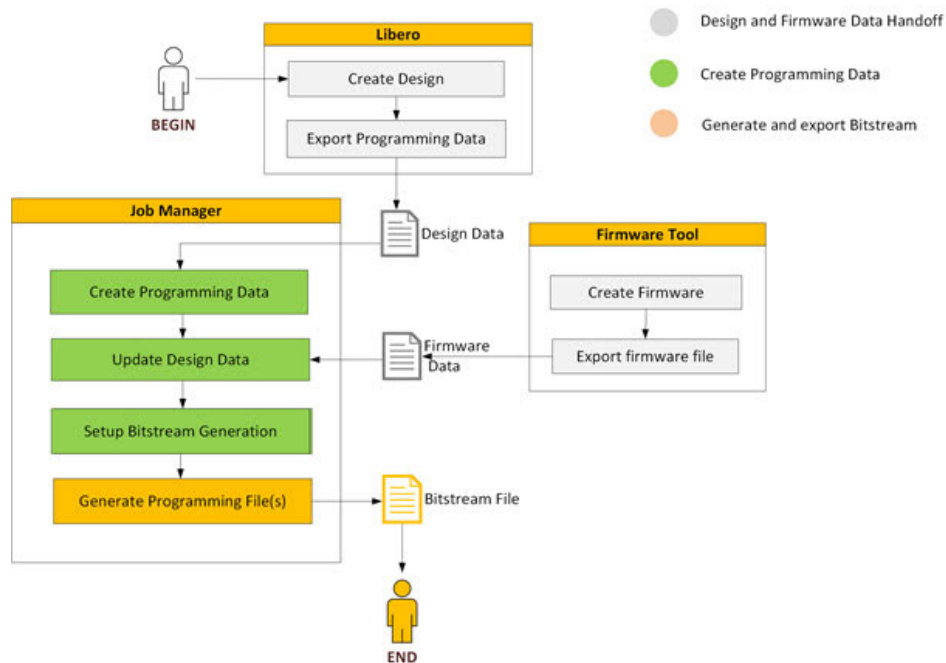 Libero
Create Design
Export Programming Data
BEGIN
Design and Firmware Data Handoff
Create Programming Data
Generate and export Bitstream
Job Manager
Design Data
Create Programming Data
Update Design Data
Setup Bitstream Generation
Generate Programming File(s)
Firmware Tool
Create Firmware
Export firmware file
Firmware
Data
Bitstream File
END